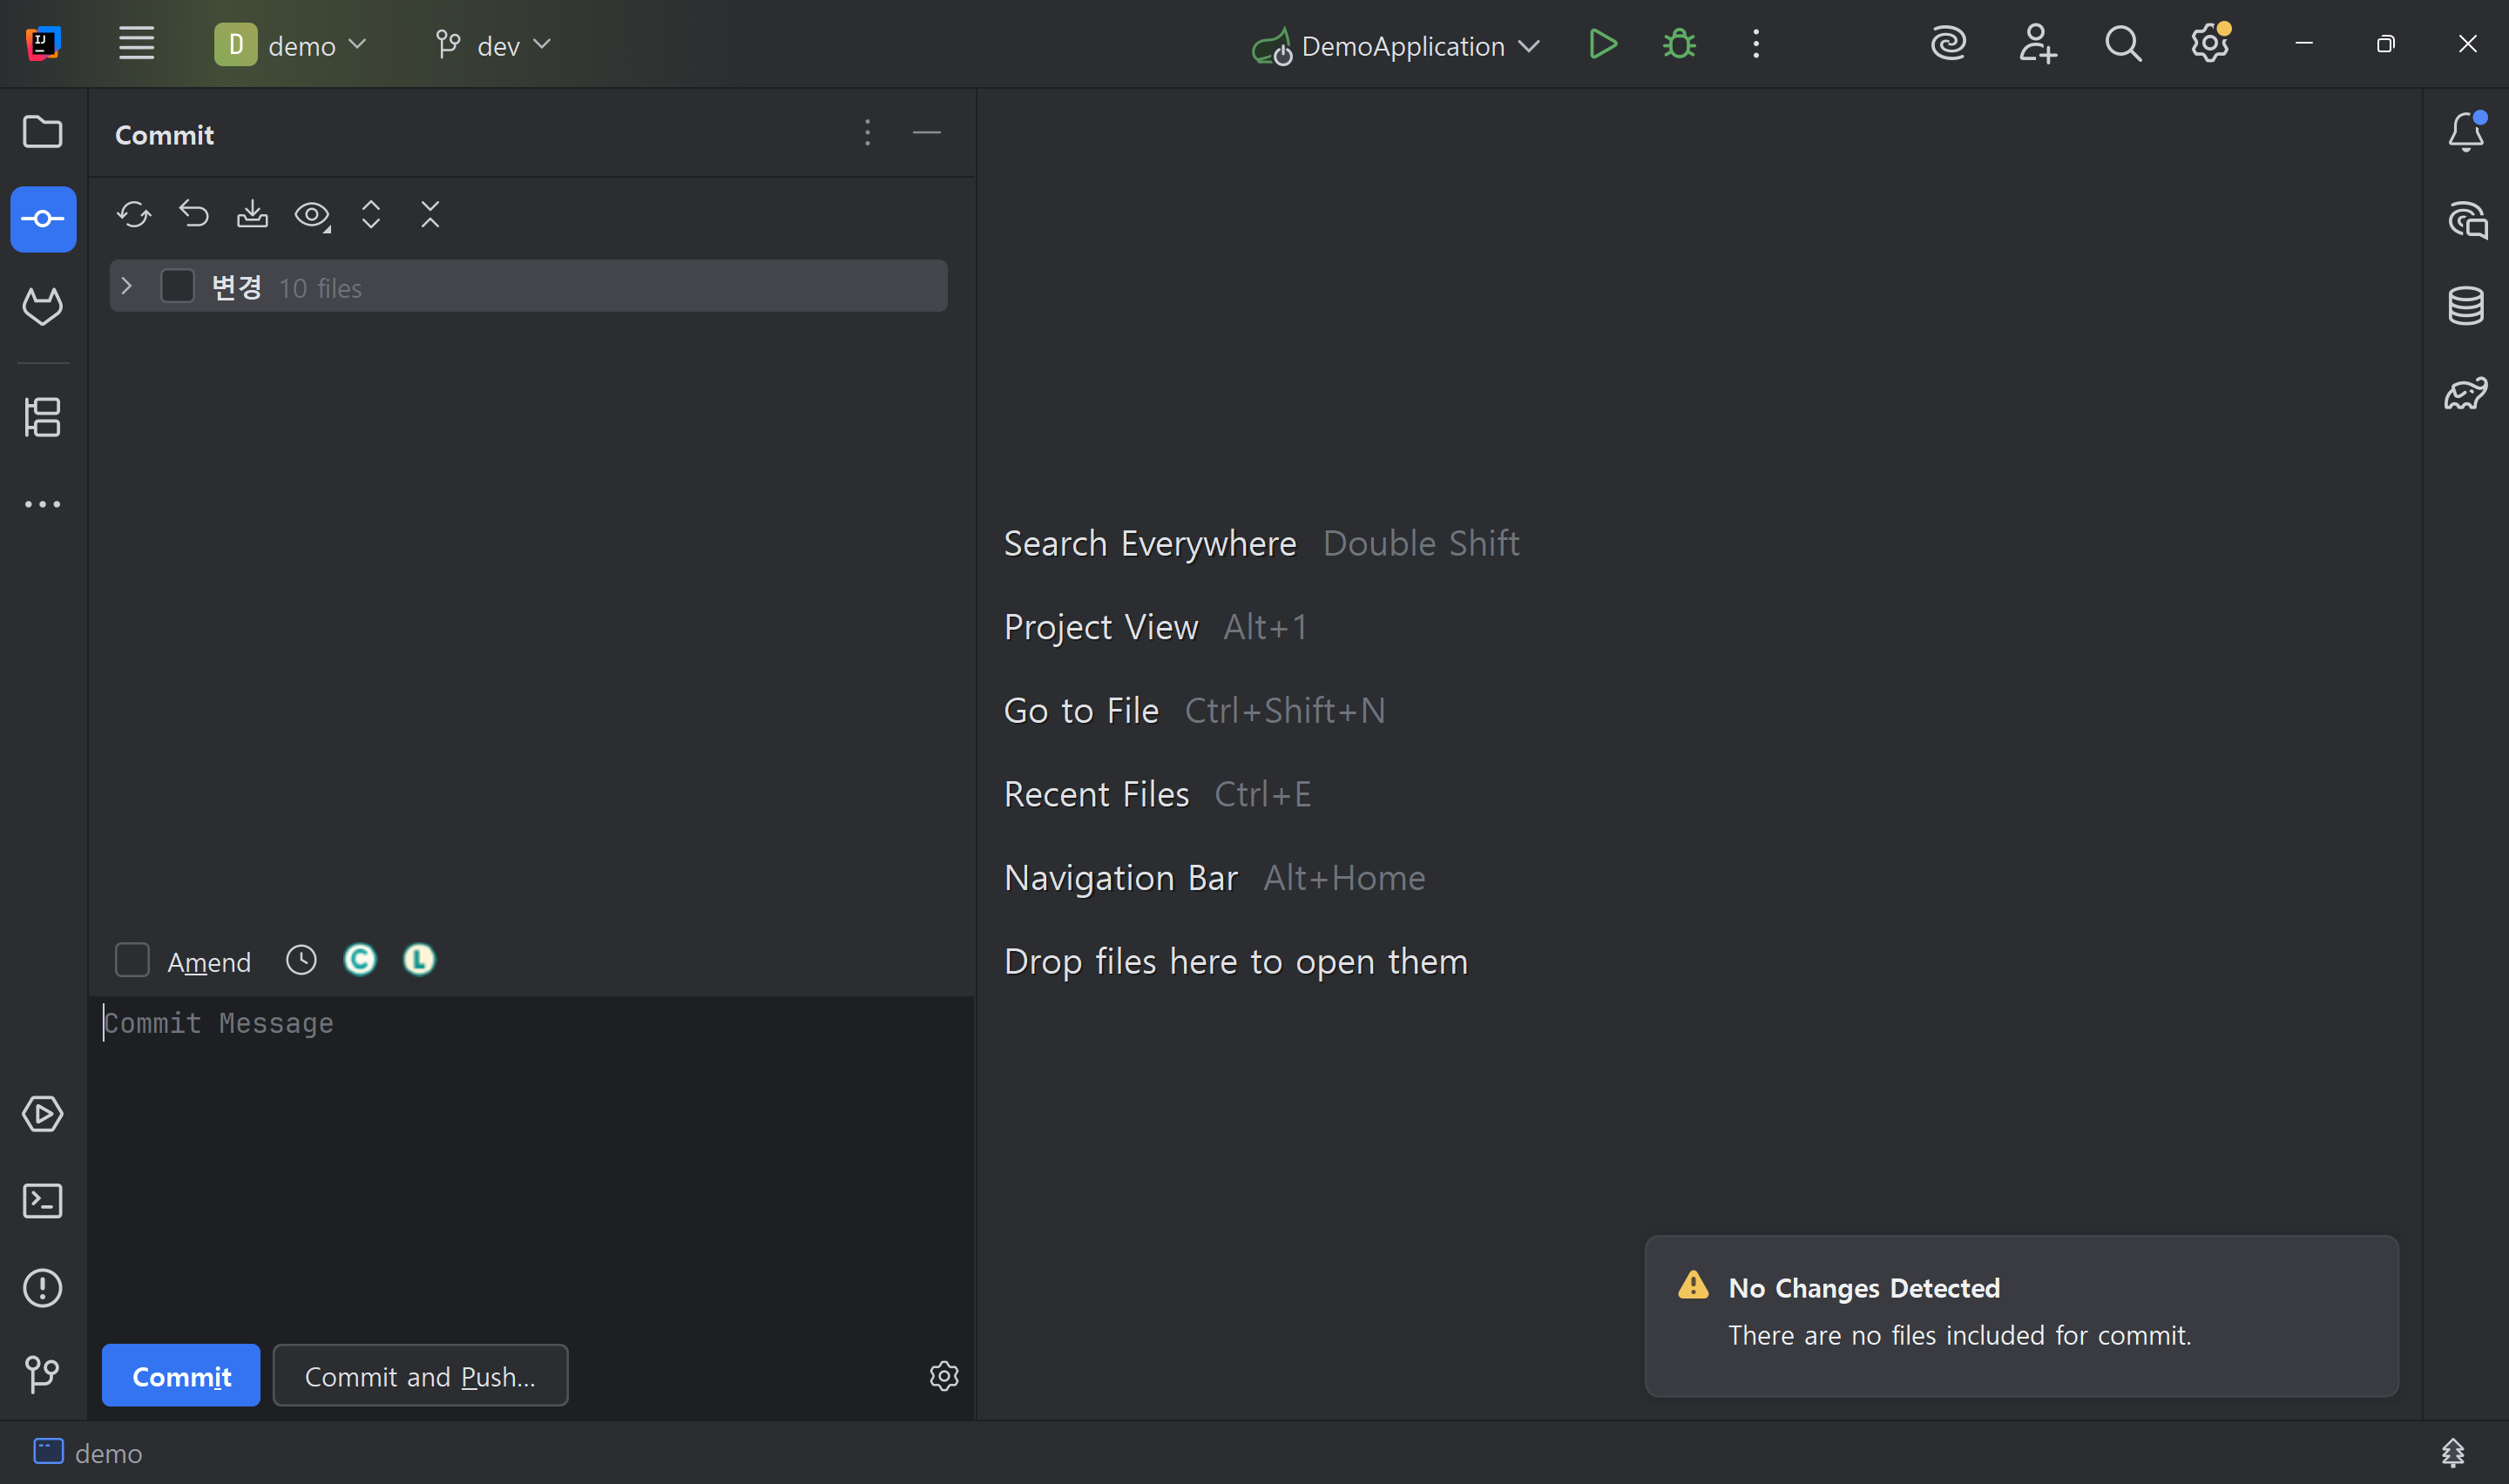 IJ
D demo dev DemoApplication
Commit
변경 10 files
Search Everywhere Double Shift
Project View Alt+1
Go to File Ctrl+Shift+N
Recent Files Ctrl+E
Navigation Bar Alt+Home
Drop files here to open them
Amend C L
Commit Message
No Changes Detected
There are no files included for commit.
Commit Commit and Push...
demo